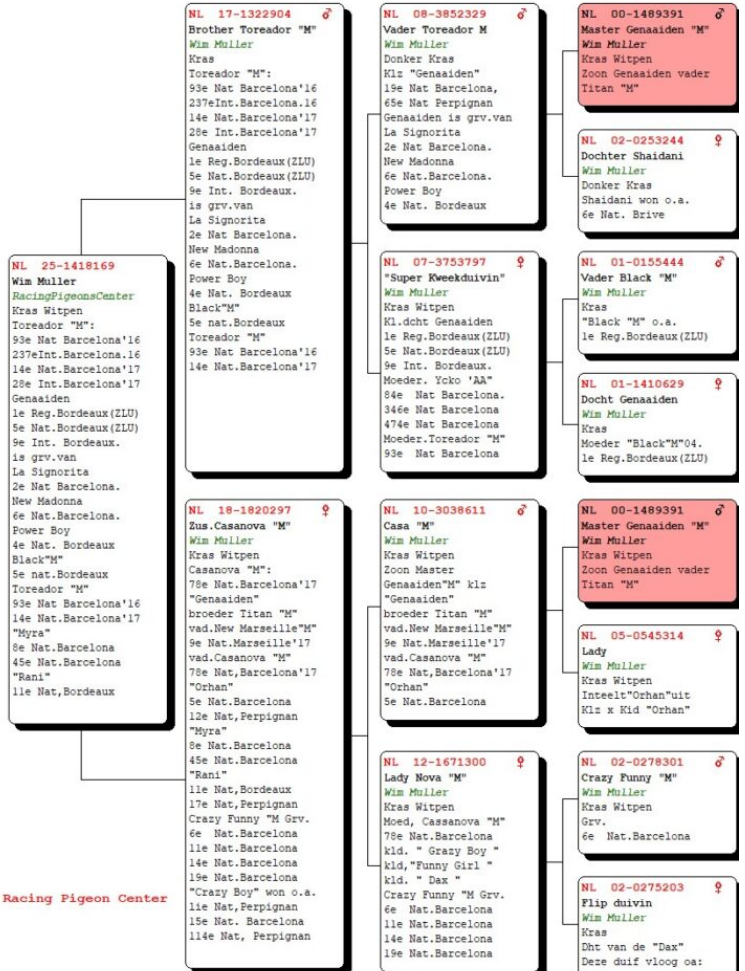 NL 25-1418169
Wim Muller
RacingPigeonsCenter
Kras Witpen
Toreador "M":
93e Nat Barcelona'16
237eInt.Barcelona.16
14e Nat.Barcelona'17
28e Int.Barcelona'17
Genaaiden
1e Reg.Bordeaux(ZLU)
5e Nat.Bordeaux(ZLU)
9e Int. Bordeaux.
is grv.van
La Signorita
2e Nat Barcelona.
New Madonna
6e Nat.Barcelona.
Power Boy
4e Nat. Bordeaux
Black"M"
5e nat.Bordeaux
Toreador "M"
93e Nat Barcelona'16
14e Nat.Barcelona'17
"Myra"
8e Nat.Barcelona
45e Nat.Barcelona
"Rani"
11e Nat,Bordeaux
Racing Pigeon Center
NL 17-1322904 ♂
Brother Toreador "M"
Wim Muller
Kras
Toreador "M":
93e Nat Barcelona'16
237eInt.Barcelona.16
14e Nat.Barcelona'17
28e Int.Barcelona'17
Genaaiden
1e Reg.Bordeaux(ZLU)
5e Nat.Bordeaux(ZLU)
9e Int. Bordeaux.
is grv.van
La Signorita
2e Nat Barcelona.
New Madonna
6e Nat.Barcelona.
Power Boy
4e Nat. Bordeaux
Black"M"
5e nat.Bordeaux
Toreador "M"
93e Nat Barcelona'16
14e Nat.Barcelona'17
NL 18-1820297 ♀
Zus.Casanova "M"
Wim Muller
Kras Witpen
Casanova "M":
78e Nat.Barcelona'17
"Genaaiden"
broeder Titan "M"
vad.New Marseille"M"
9e Nat.Marseille'17
vad.Casanova "M"
78e Nat,Barcelona'17
"Orhan"
5e Nat.Barcelona
12e Nat,Perpignan
"Myra"
8e Nat.Barcelona
45e Nat.Barcelona
"Rani"
11e Nat,Bordeaux
17e Nat,Perpignan
Crazy Funny "M Grv.
6e Nat.Barcelona
11e Nat.Barcelona
14e Nat.Barcelona
19e Nat.Barcelona
"Crazy Boy" won o.a.
11e Nat,Perpignan
15e Nat. Barcelona
114e Nat, Perpignan
NL 08-3852329 ♂
Vader Toreador M
Wim Muller
Donker Kras
Klz "Genaaiden"
19e Nat Barcelona,
65e Nat Perpignan
Genaaiden is grv.van
La Signorita
2e Nat Barcelona.
New Madonna
6e Nat.Barcelona.
Power Boy
4e Nat. Bordeaux
NL 07-3753797 ♀
"Super Kweekduivin"
Wim Muller
Kras Witpen
Kl.dcht Genaaiden
1e Reg.Bordeaux(ZLU)
5e Nat.Bordeaux(ZLU)
9e Int. Bordeaux.
Moeder. Ycko 'AA"
84e Nat Barcelona.
346e Nat Barcelona
474e Nat Barcelona
Moeder.Toreador "M"
93e Nat Barcelona
NL 10-3038611 ♂
Casa "M"
Wim Muller
Kras Witpen
Zoon Master
Genaaiden"M" klz
"Genaaiden"
broeder Titan "M"
vad.New Marseille"M"
9e Nat.Marseille'17
vad.Casanova "M"
78e Nat,Barcelona'17
"Orhan"
5e Nat.Barcelona
NL 12-1671300 ♀
Lady Nova "M"
Wim Muller
Kras Witpen
Moed, Cassanova "M"
78e Nat.Barcelona
kld. " Grazy Boy "
kld,"Funny Girl "
kld. " Dax "
Crazy Funny "M Grv.
6e Nat.Barcelona
11e Nat.Barcelona
14e Nat.Barcelona
19e Nat.Barcelona
NL 00-1489391 ♂
Master Genaaiden "M"
Wim Muller
Kras Witpen
Zoon Genaaiden vader
Titan "M"
NL 02-0253244 ♀
Dochter Shaidani
Wim Muller
Donker Kras
Shaidani won o.a.
6e Nat. Brive
NL 01-0155444 ♂
Vader Black "M"
Wim Muller
Kras
"Black "M" o.a.
1e Reg.Bordeaux(ZLU)
NL 01-1410629 ♀
Docht Genaaiden
Wim Muller
Kras
Moeder "Black"M"04.
1e Reg.Bordeaux(ZLU)
NL 00-1489391 ♂
Master Genaaiden "M"
Wim Muller
Kras Witpen
Zoon Genaaiden vader
Titan "M"
NL 05-0545314 ♀
Lady
Wim Muller
Kras Witpen
Inteelt"Orhan"uit
Klz x Kid "Orhan"
NL 02-0278301 ♂
Crazy Funny "M"
Wim Muller
Kras Witpen
Grv.
6e Nat.Barcelona
NL 02-0275203 ♀
Flip duivin
Wim Muller
Kras
Dht van de "Dax"
Deze duif vloog oa: